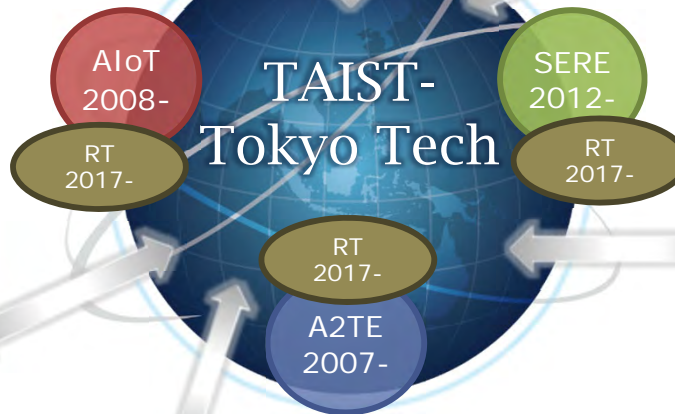 AIoT
2008-
RT
2017-
TAIST-
Tokyo Tech
SERE
2012-
RT
2017-
RT
2017-
A2TE
2007-